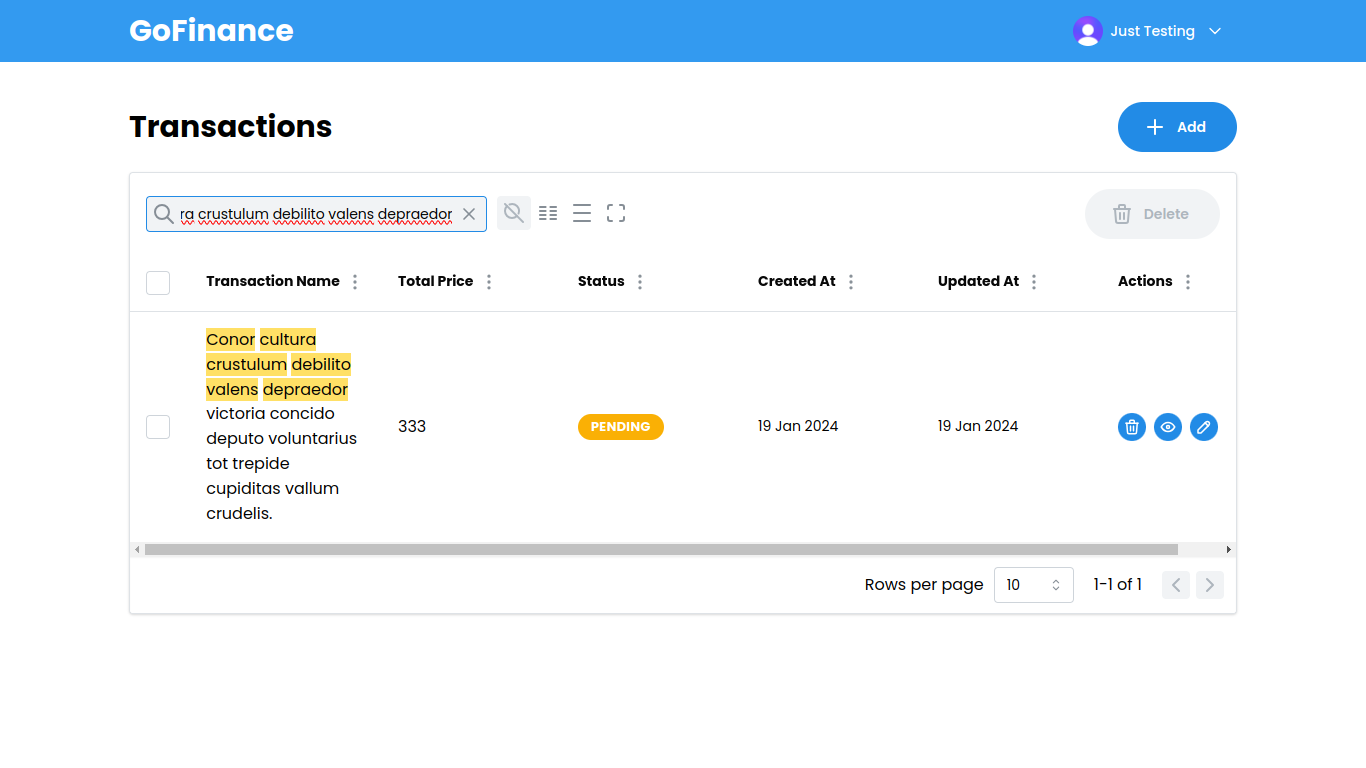 GoFinance
Just Testing
Transactions
Add
ra crustulum debilito valens depraedor
Delete
Transaction Name
Total Price
Status
Created At
Updated At
Actions
Conor cultura
crustulum debilito
valens depraedor
victoria concido
deputo voluntarius
tot trepide
cupiditas vallum
crudelis.
333
PENDING
19 Jan 2024
19 Jan 2024
Rows per page
10
1-1 of 1